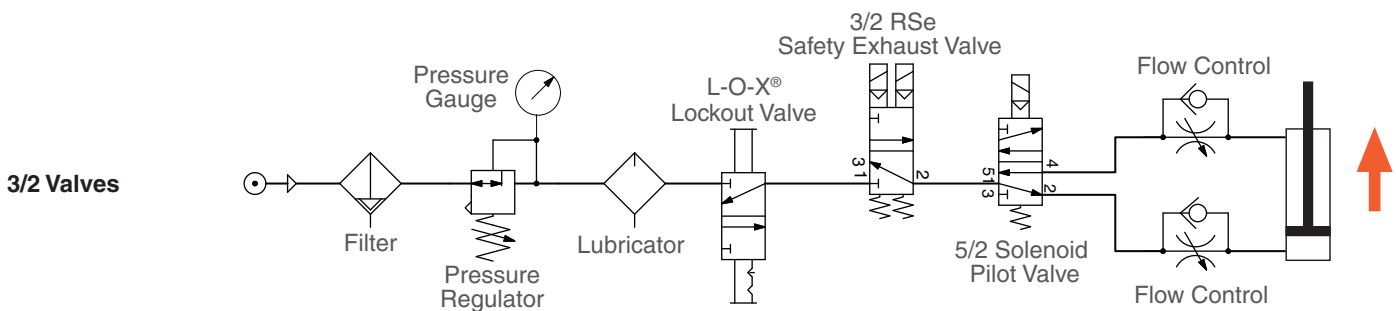 3/2 RSe
Safety Exhaust Valve
Pressure
Gauge
L-O-X®
Lockout Valve
Flow Control
3/2 Valves
3
1
2
5
1
3
4
2
Filter
Lubricator
Pressure
Regulator
5/2 Solenoid
Pilot Valve
Flow Control